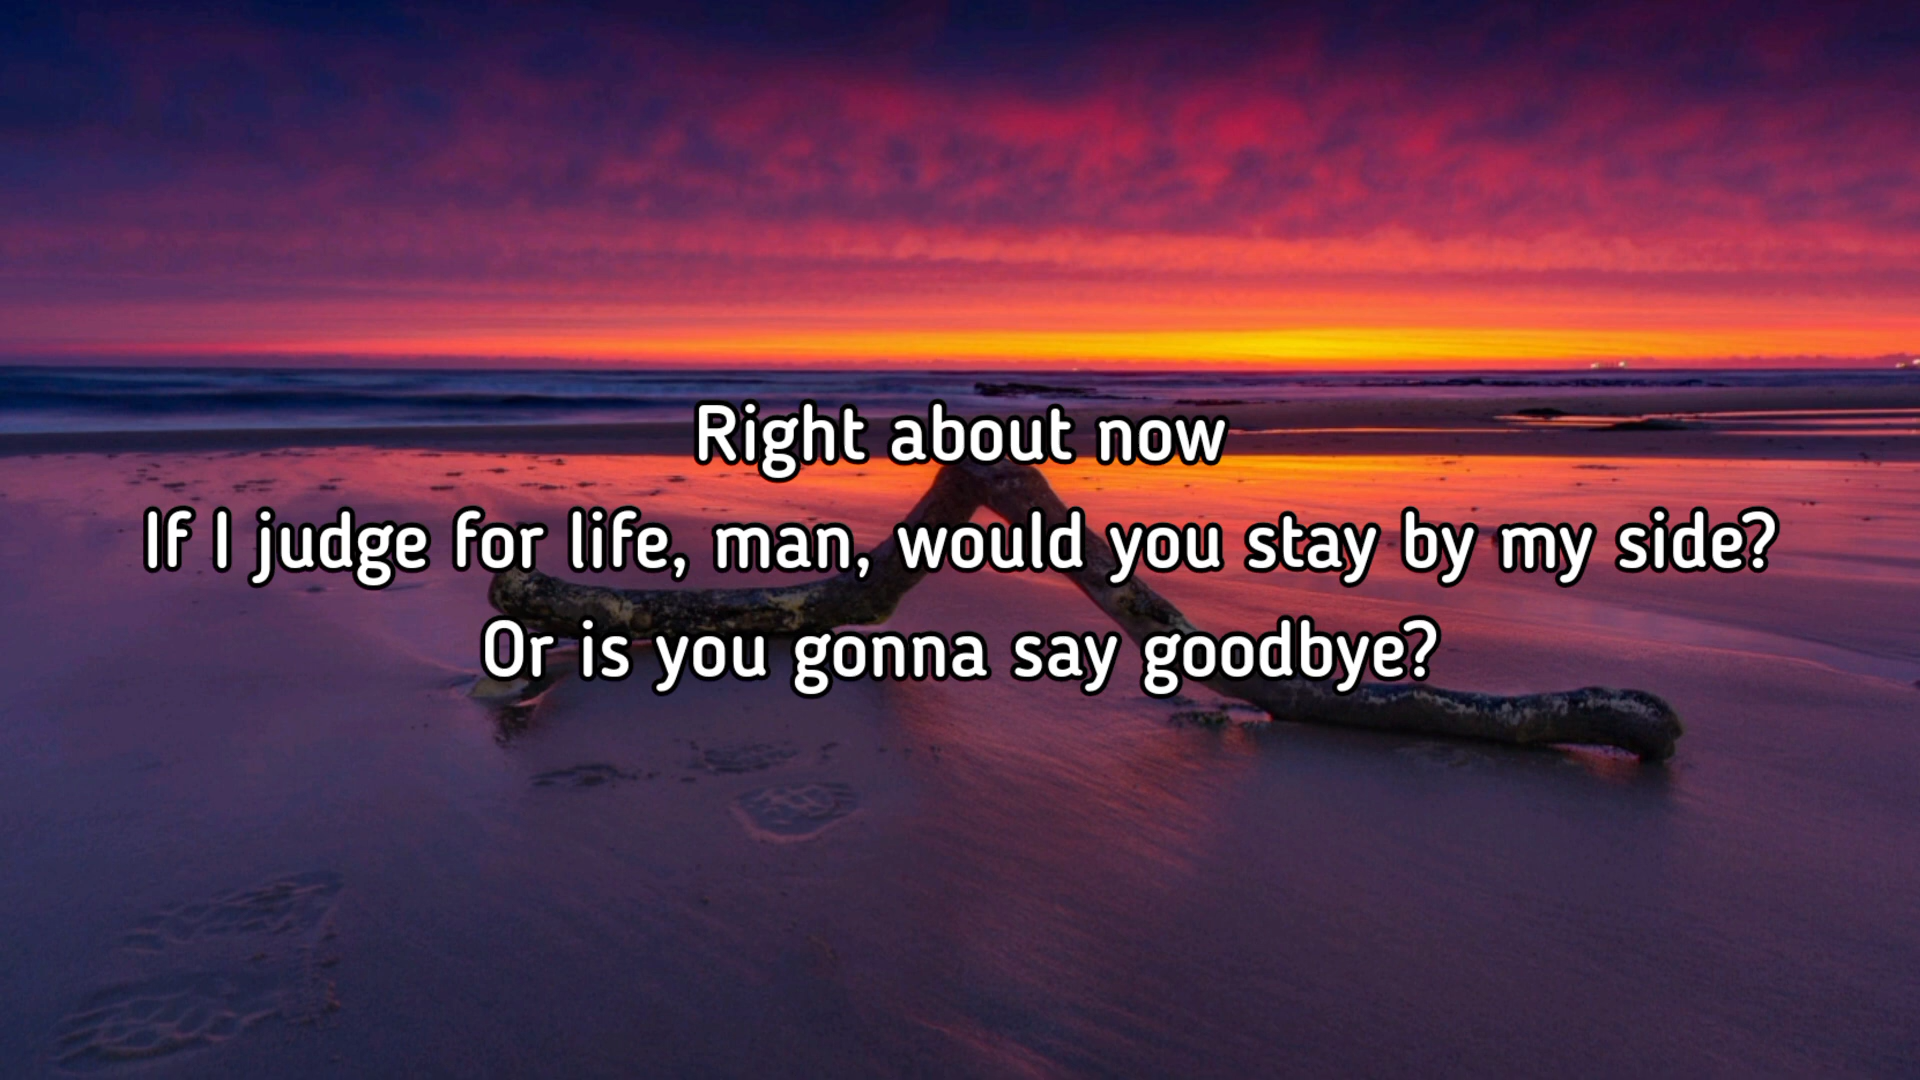 Right about now
If I judge for life, man, would you stay by my side?
Or is you gonna say goodbye?